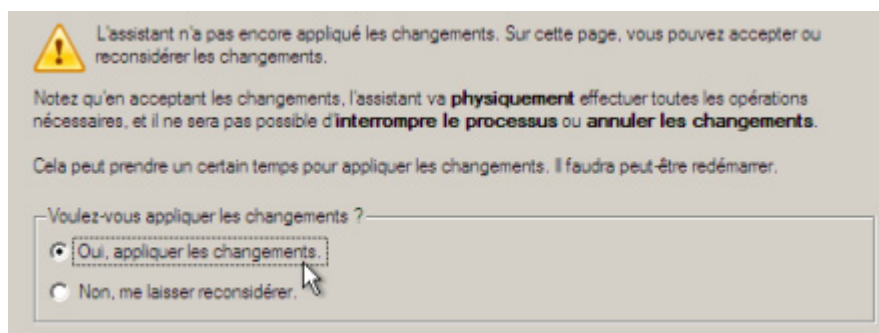 L'assistant n'a pas encore appliqué les changements. Sur cette page, vous pouvez accepter ou
reconsidérer les changements.
Notez qu'en acceptant les changements, l'assistant va physiquement effectuer toutes les opérations
nécessaires, et il ne sera pas possible d'interrompre le processus ou annuler les changements.
Cela peut prendre un certain temps pour appliquer les changements. Il faudra peut-être redémarrer.
Voulez-vous appliquer les changements ?
Oui, appliquer les changements.
Non, me laisser reconsidérer.